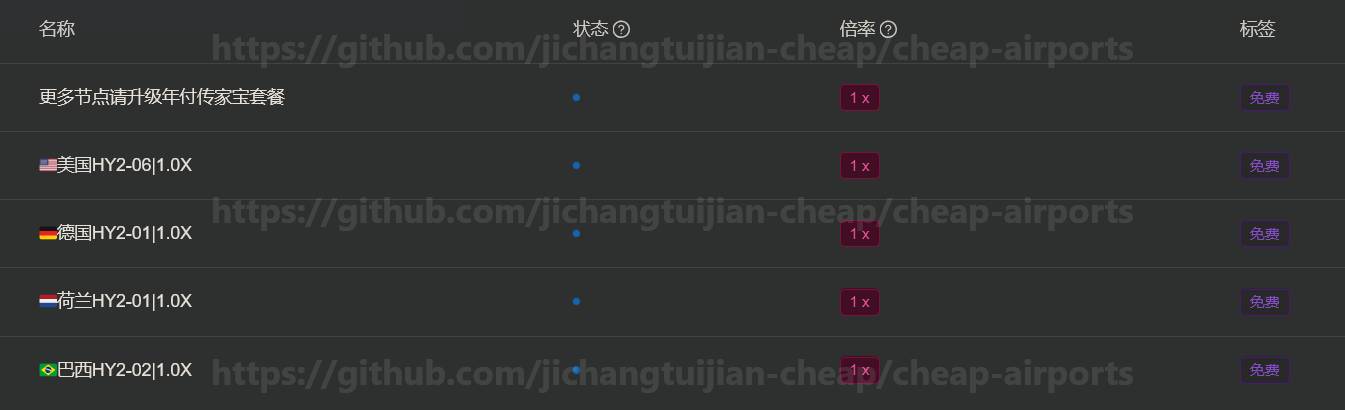 名称 状态 倍率 标签
https://github.com/jichangtuijian-cheap/cheap-airports
更多节点请升级年付传家宝套餐 1 x 免费
美国HY2-06|1.0X 1 x 免费
https://github.com/jichangtuijian-cheap/cheap-airports
德国HY2-01|1.0X 1 x 免费
荷兰HY2-01|1.0X 1 x 免费
巴西HY2-02|1.0X 1 x 免费
https://github.com/jichangtuijian-cheap/cheap-airports